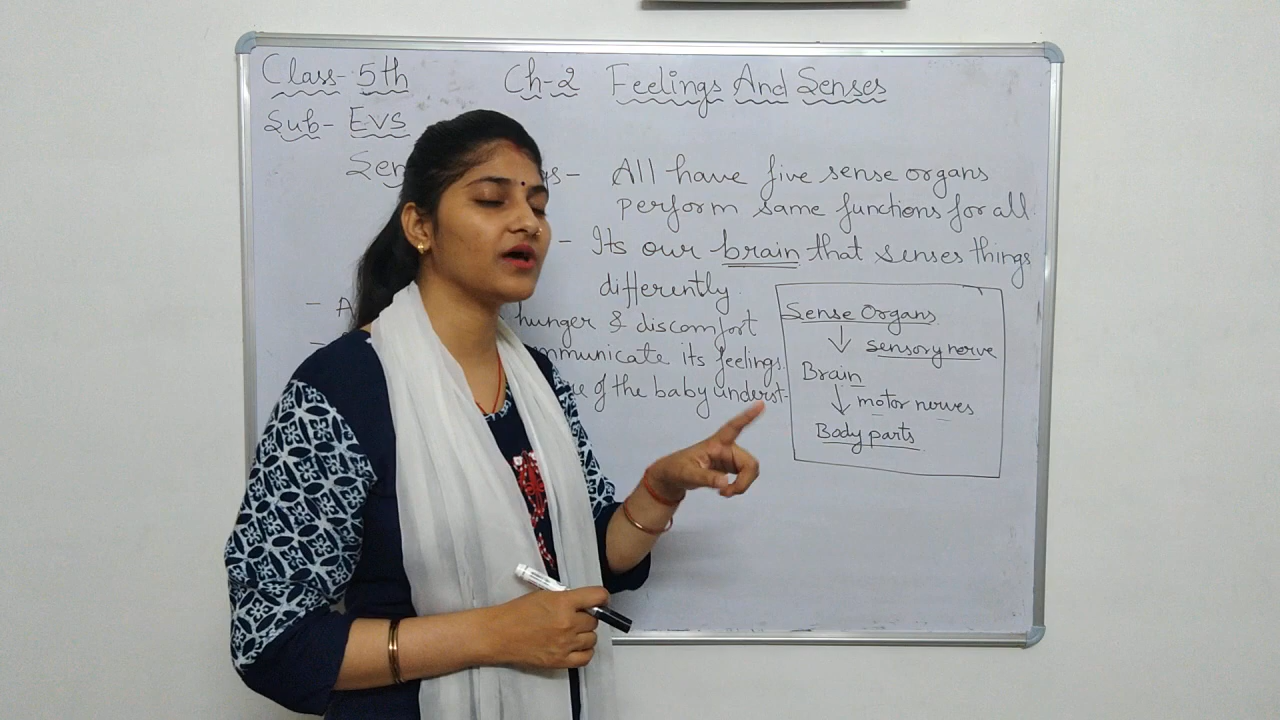 Class- 5th
Ch-2 Feelings And Senses
Sub- EVS
All have five sense organs
perform same functions for all
- Its our brain that senses things
differently.
hunger & discomfort
its feelings.
of the baby underst-
Sense Organs
sensory nerve
Brain
motor nerves
Body parts